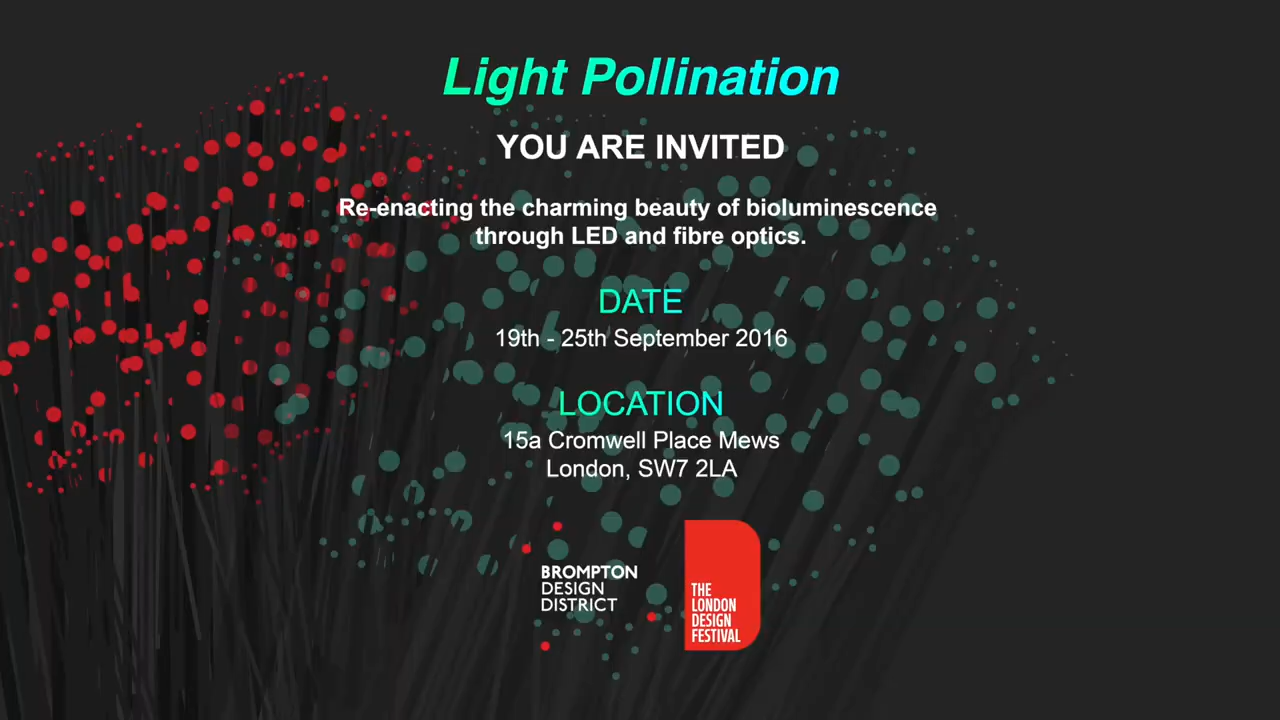 Light Pollination
YOU ARE INVITED
Re-enacting the charming beauty of bioluminescence
through LED and fibre optics.
DATE
19th - 25th September 2016
LOCATION
15a Cromwell Place Mews
London, SW7 2LA
BROMPTON
DESIGN
DISTRICT
THE
LONDON
DESIGN
FESTIVAL